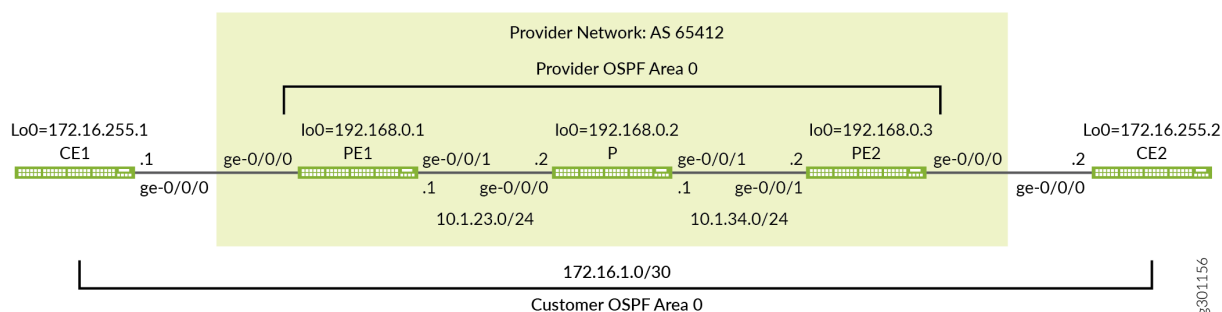 Provider Network: AS 65412
Provider OSPF Area 0
Lo0=172.16.255.1
CE1
lo0=192.168.0.1
PE1
lo0=192.168.0.2
P
lo0=192.168.0.3
PE2
Lo0=172.16.255.2
CE2
.1
ge-0/0/0
ge-0/0/0
ge-0/0/1
.1
.2
ge-0/0/0
ge-0/0/1
.1
.2
ge-0/0/1
ge-0/0/0
.2
ge-0/0/0
10.1.23.0/24
10.1.34.0/24
172.16.1.0/30
Customer OSPF Area 0
g301156